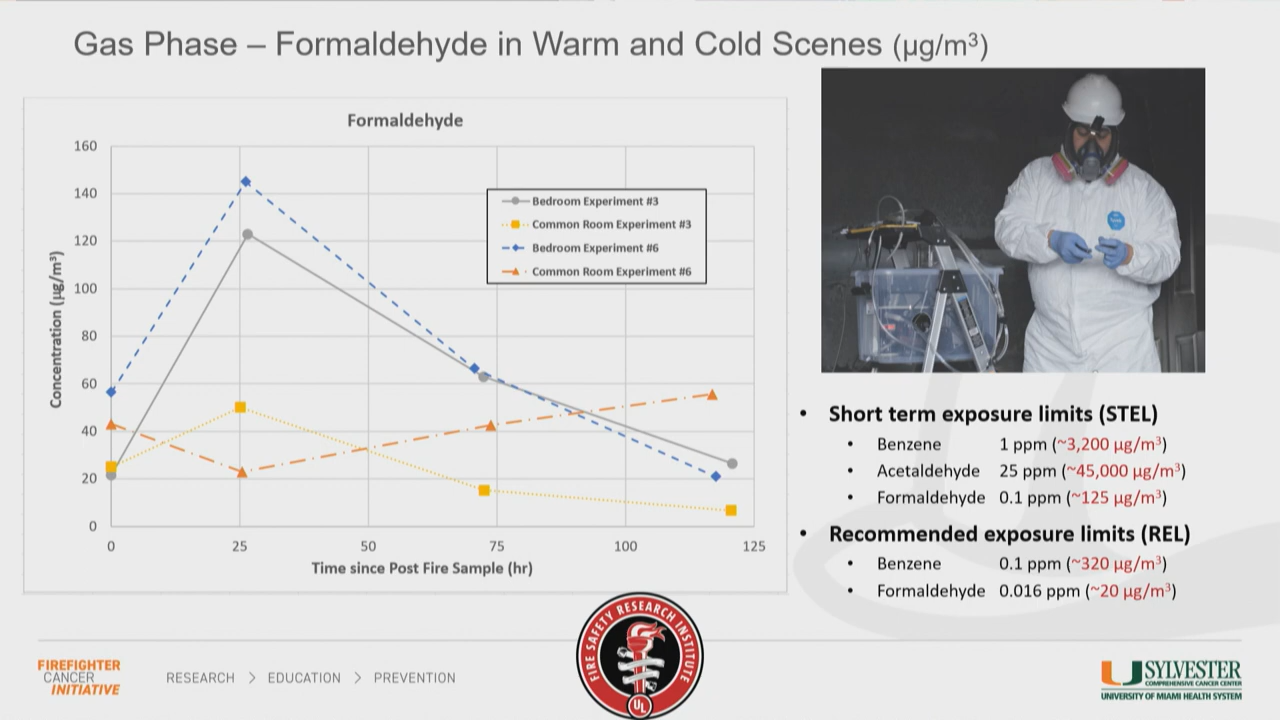 Gas Phase – Formaldehyde in Warm and Cold Scenes (µg/m³)
Formaldehyde
160
140
120
100
80
60
40
20
0
Concentration (µg/m³)
Bedroom Experiment #3
Common Room Experiment #3
Bedroom Experiment #6
Common Room Experiment #6
0 25 50 75 100 125
Time since Post Fire Sample (hr)
• Short term exposure limits (STEL)
• Benzene 1 ppm (~3,200 µg/m³)
• Acetaldehyde 25 ppm (~45,000 µg/m³)
• Formaldehyde 0.1 ppm (~125 µg/m³)
• Recommended exposure limits (REL)
• Benzene 0.1 ppm (~320 µg/m³)
• Formaldehyde 0.016 ppm (~20 µg/m³)
FIREFIGHTER
CANCER
INITIATIVE
RESEARCH > EDUCATION > PREVENTION
FIRE SAFETY RESEARCH INSTITUTE
UL
SYLVESTER
COMPREHENSIVE CANCER CENTER
UNIVERSITY OF MIAMI HEALTH SYSTEM